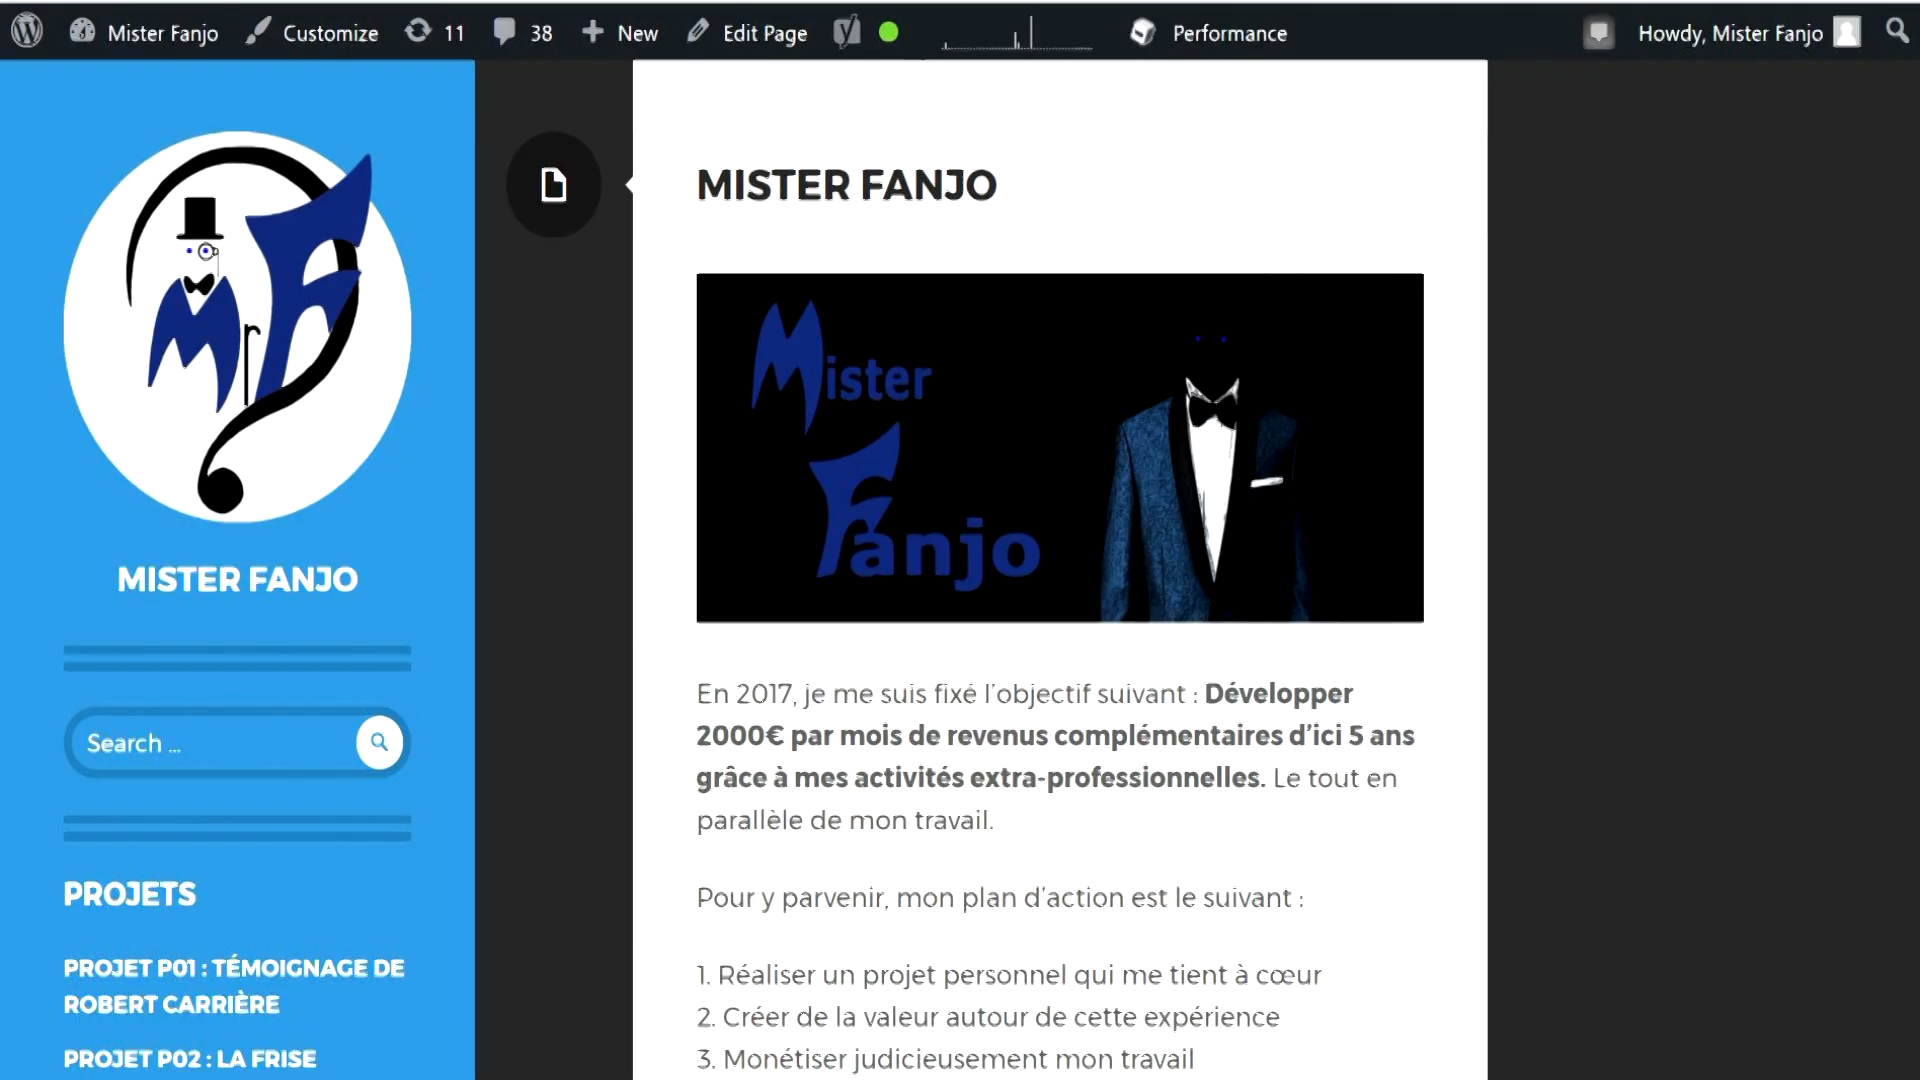 Mister Fanjo Customize 11 38 New Edit Page Performance Howdy, Mister Fanjo
MrF
MISTER FANJO
Search ...
PROJETS
PROJET P01 : TÉMOIGNAGE DE
ROBERT CARRIÈRE
PROJET P02 : LA FRISE
MISTER FANJO
Mister
Fanjo
En 2017, je me suis fixé l'objectif suivant : Développer
2000€ par mois de revenus complémentaires d'ici 5 ans
grâce à mes activités extra-professionnelles. Le tout en
parallèle de mon travail.
Pour y parvenir, mon plan d'action est le suivant :
1. Réaliser un projet personnel qui me tient à cœur
2. Créer de la valeur autour de cette expérience
3. Monétiser judicieusement mon travail